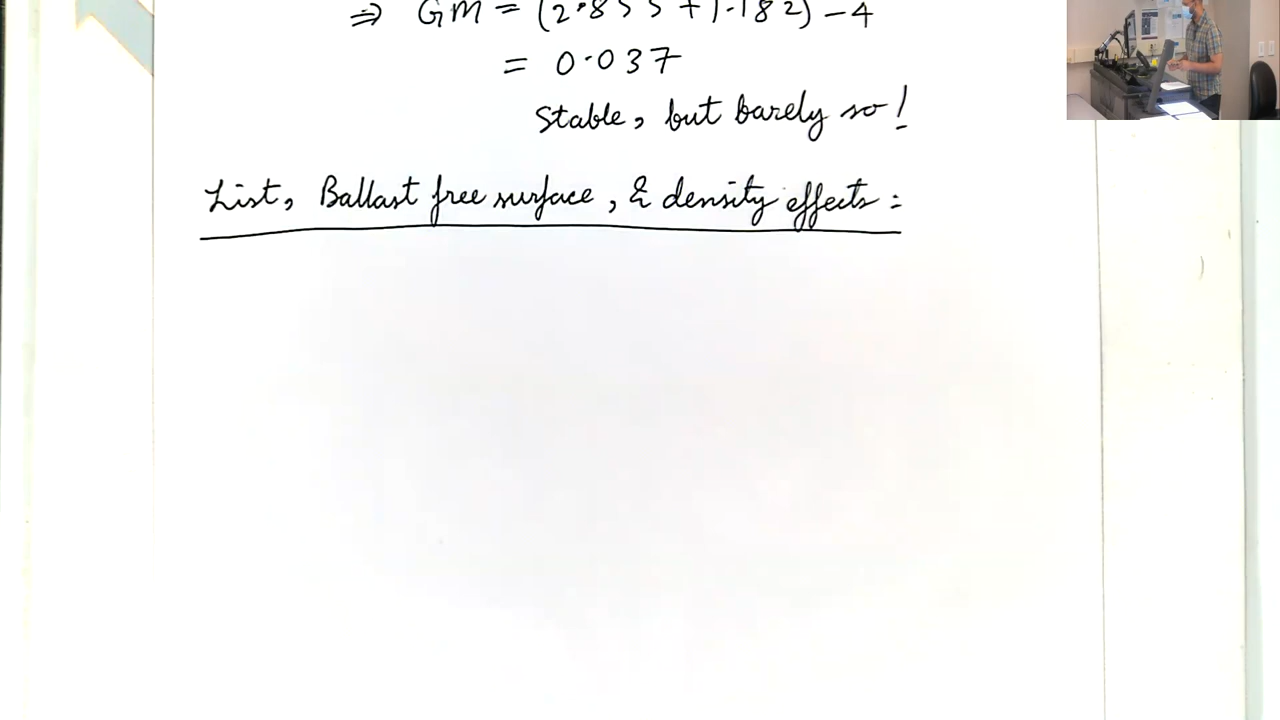 ⇒ GM = (2.855 + 1.182) - 4
= 0.037
Stable, but barely so!
List, Ballast free surface, & density effects: